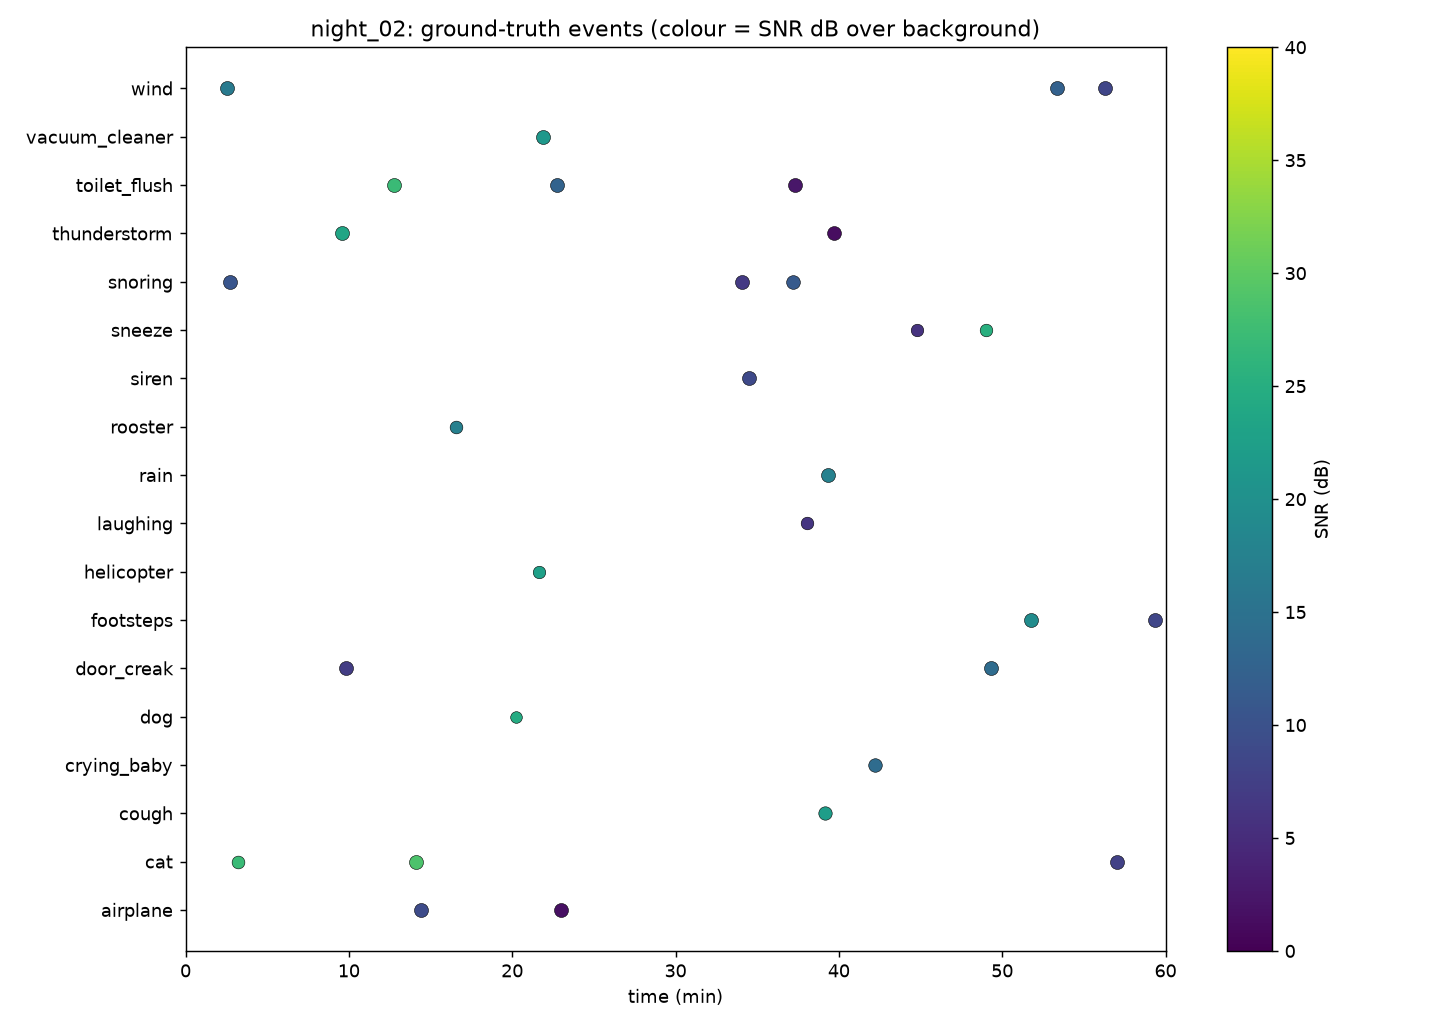 night_02: ground-truth events (colour = SNR dB over background)
wind
vacuum_cleaner
toilet_flush
thunderstorm
snoring
sneeze
siren
rooster
rain
laughing
helicopter
footsteps
door_creak
dog
crying_baby
cough
cat
airplane
0 10 20 30 40 50 60
time (min)
40
35
30
25
20
15
10
5
0
SNR (dB)